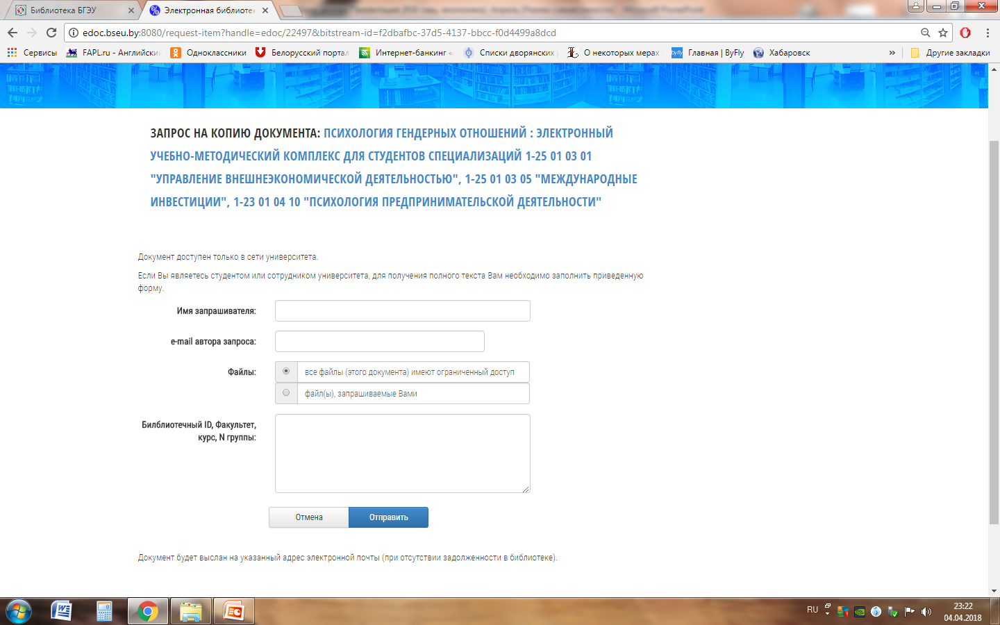 Библиотека БГЭУ
Электронная библиотек
edoc.bseu.by:8080/request-item?handle=edoc/22497&bitstream-id=f2dbafbc-37d5-4137-bbcc-f0d4499a8dcd
Сервисы FAPL.ru - Английский Одноклассники Белорусский портал Интернет-банкинг « Списки дворянских О некоторых мерах Главная | ByFly Хабаровск » Другие закладки
ЗАПРОС НА КОПИЮ ДОКУМЕНТА: ПСИХОЛОГИЯ ГЕНДЕРНЫХ ОТНОШЕНИЙ : ЭЛЕКТРОННЫЙ
УЧЕБНО-МЕТОДИЧЕСКИЙ КОМПЛЕКС ДЛЯ СТУДЕНТОВ СПЕЦИАЛИЗАЦИЙ 1-25 01 03 01
"УПРАВЛЕНИЕ ВНЕШНЕЭКОНОМИЧЕСКОЙ ДЕЯТЕЛЬНОСТЬЮ", 1-25 01 03 05 "МЕЖДУНАРОДНЫЕ
ИНВЕСТИЦИИ", 1-23 01 04 10 "ПСИХОЛОГИЯ ПРЕДПРИНИМАТЕЛЬСКОЙ ДЕЯТЕЛЬНОСТИ"
Документ доступен только в сети университета.
Если Вы являетесь студентом или сотрудником университета, для получения полного текста Вам необходимо заполнить приведенную
форму.
Имя запрашивателя:
e-mail автора запроса:
Файлы:
все файлы (этого документа) имеют ограниченный доступ
файл(ы), запрашиваемые Вами
Билблиотечный ID, Факультет,
курс, N группы:
Отмена Отправить
Документ будет выслан на указанный адрес электронной почты (при отсутствии задолженности в библиотеке).
RU
23:22
04.04.2018